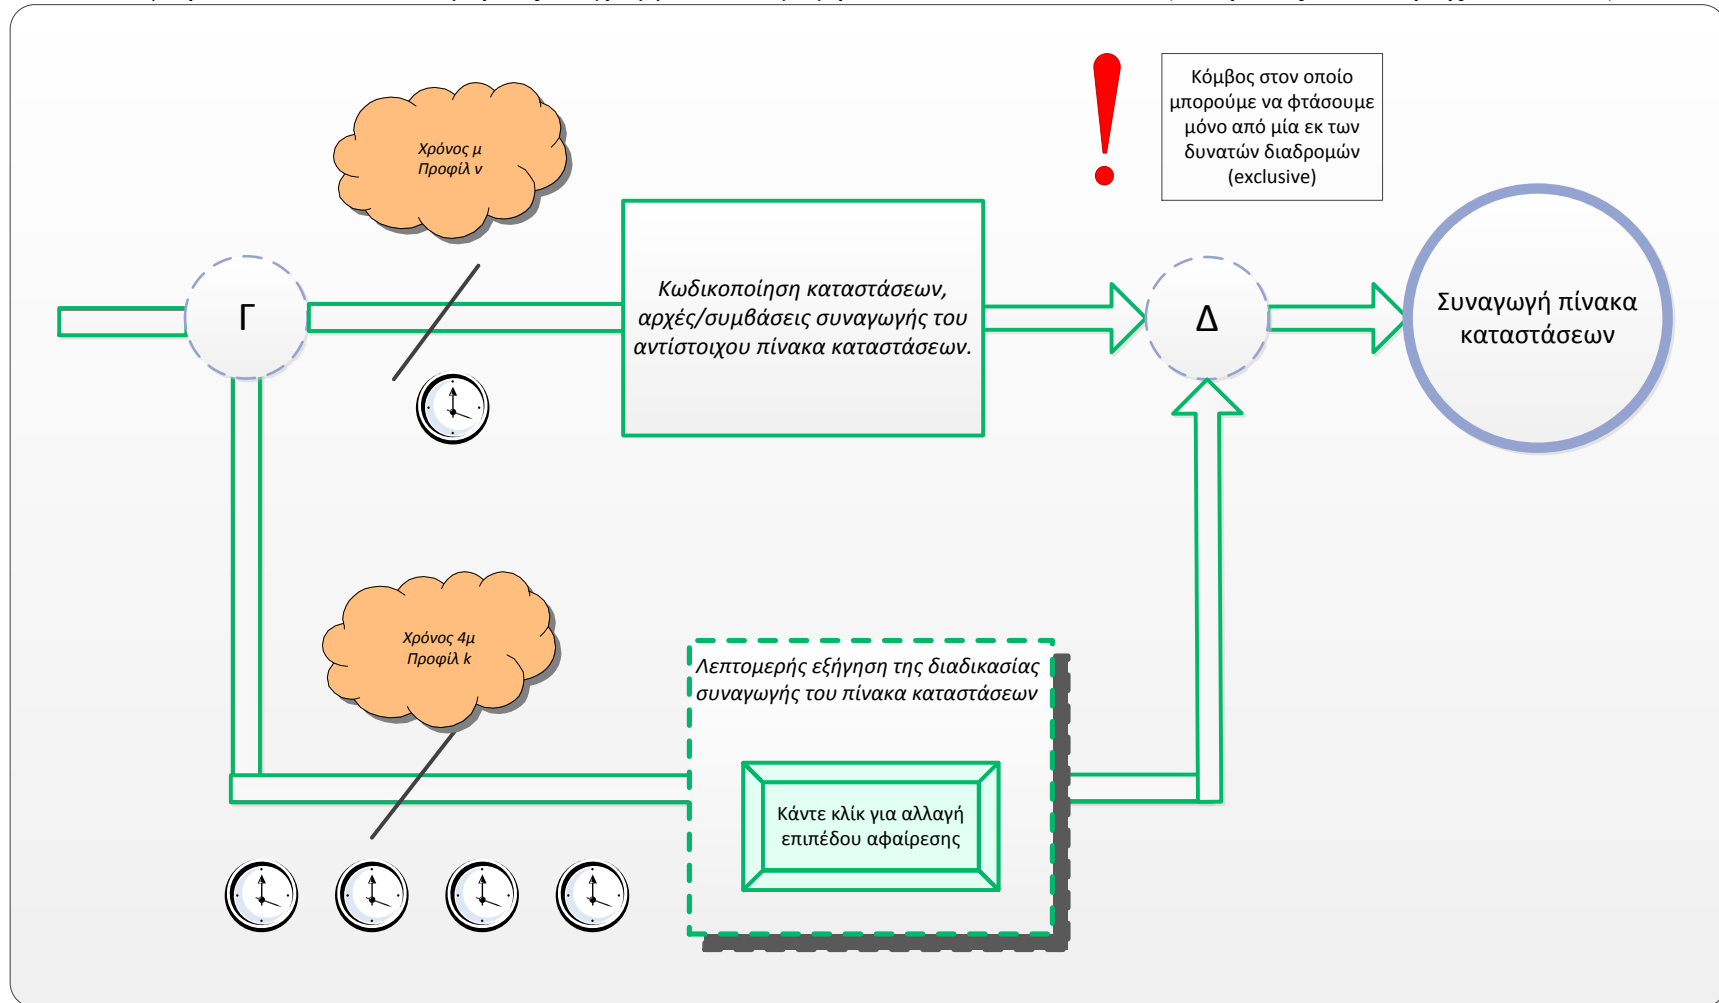 Χρόνος μ
Προφίλ ν
Κόμβος στον οποίο
μπορούμε να φτάσουμε
μόνο από μία εκ των
δυνατών διαδρομών
(exclusive)
Γ
Κωδικοποίηση καταστάσεων,
αρχές/συμβάσεις συναγωγής του
αντίστοιχου πίνακα καταστάσεων.
Δ
Συναγωγή πίνακα
καταστάσεων
Χρόνος 4μ
Προφίλ k
Λεπτομερής εξήγηση της διαδικασίας
συναγωγής του πίνακα καταστάσεων
Κάντε κλίκ για αλλαγή
επιπέδου αφαίρεσης